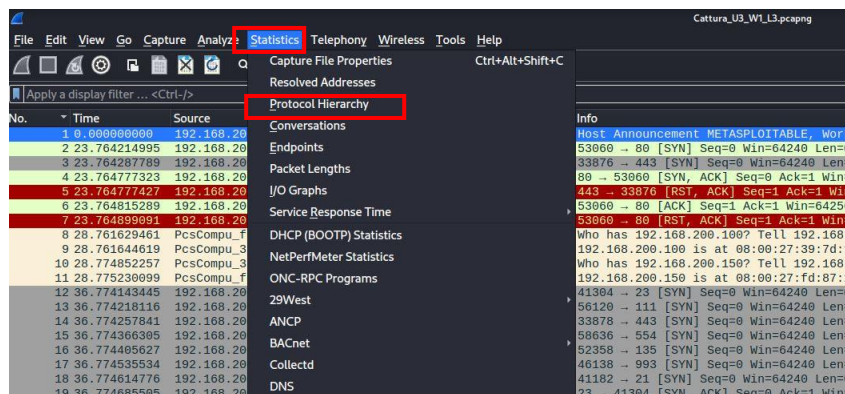 Cattura_U3_W1_L3.pcapng
File Edit View Go Capture Analyze Statistics Telephony Wireless Tools Help
Capture File Properties Ctrl+Alt+Shift+C
Resolved Addresses
Apply a display filter ... <Ctrl-/>
Protocol Hierarchy
No. Time Source Info
Conversations
1 0.000000000 192.168.20 Host Announcement METASPLOITABLE, Wor
2 23.764214995 192.168.20 Endpoints 53060 → 80 [SYN] Seq=0 Win=64240 Len=
3 23.764287789 192.168.20 33876 → 443 [SYN] Seq=0 Win=64240 Len
4 23.764777323 192.168.20 Packet Lengths 80 → 53060 [SYN, ACK] Seq=0 Ack=1 Win
5 23.764777427 192.168.20 I/O Graphs 443 → 33876 [RST, ACK] Seq=1 Ack=1 Wi
6 23.764815289 192.168.20 Service Response Time 53060 → 80 [ACK] Seq=1 Ack=1 Win=6425
7 23.764899091 192.168.20 53060 → 80 [RST, ACK] Seq=1 Ack=1 Win
8 28.761629461 PcsCompu_f DHCP (BOOTP) Statistics Who has 192.168.200.100? Tell 192.168
9 28.761644619 PcsCompu_3 NetPerfMeter Statistics 192.168.200.100 is at 08:00:27:39:7d:
10 28.774852257 PcsCompu_3 Who has 192.168.200.150? Tell 192.168
11 28.775230099 PcsCompu_f ONC-RPC Programs 192.168.200.150 is at 08:00:27:fd:87:
12 36.774143445 192.168.20 29West 41304 → 23 [SYN] Seq=0 Win=64240 Len=
13 36.774218116 192.168.20 56120 → 111 [SYN] Seq=0 Win=64240 Len
14 36.774257841 192.168.20 ANCP 33878 → 443 [SYN] Seq=0 Win=64240 Len
15 36.774366305 192.168.20 BACnet 58636 → 554 [SYN] Seq=0 Win=64240 Len
16 36.774405627 192.168.20 52358 → 135 [SYN] Seq=0 Win=64240 Len
17 36.774535534 192.168.20 Collectd 46138 → 993 [SYN] Seq=0 Win=64240 Len
18 36.774614776 192.168.20 DNS 41182 → 21 [SYN] Seq=0 Win=64240 Len=
19 36.774685505 192.168.20 23 41304 [SYN, ACK] Seq=0 Ack=1 Win